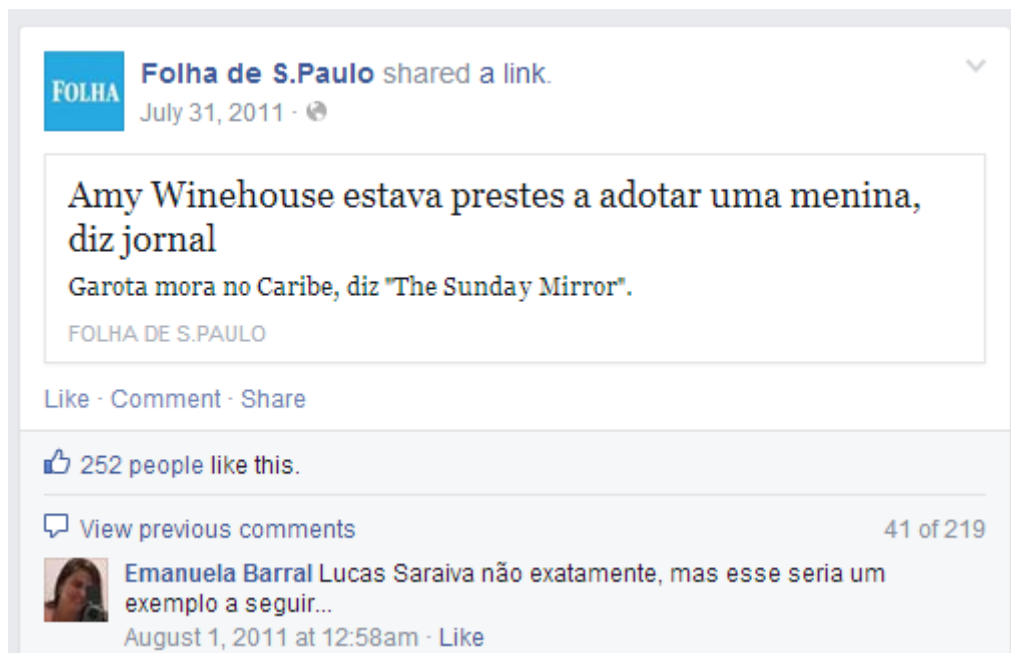 FOLHA
Folha de S.Paulo shared a link.
July 31, 2011 ·
Amy Winehouse estava prestes a adotar uma menina,
diz jornal
Garota mora no Caribe, diz "The Sunday Mirror".
FOLHA DE S.PAULO
Like · Comment · Share
252 people like this.
View previous comments
41 of 219
Emanuela Barral Lucas Saraiva não exatamente, mas esse seria um
exemplo a seguir...
August 1, 2011 at 12:58am · Like